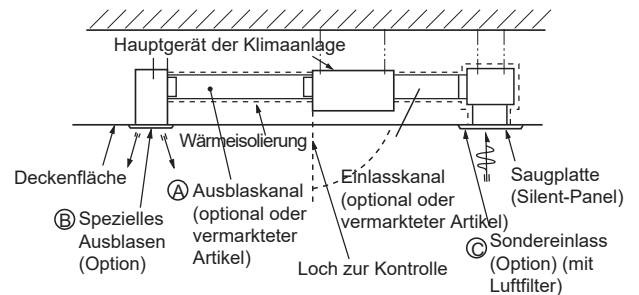 Hauptgerät der Klimaanlage
Wärmeisolierung
Deckenfläche
Ⓐ Ausblaskanal
(optional oder
vermarkteter
Artikel)
Einlasskanal
(optional oder
vermarkteter
Artikel)
Saugplatte
(Silent-Panel)
Ⓑ Spezielles
Ausblasen
(Option)
Loch zur Kontrolle
Ⓒ Sondereinlass
(Option) (mit
Luftfilter)